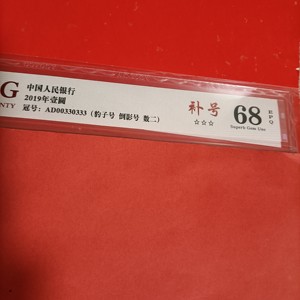 G
NTY
中国人民银行
2019年壹圆
冠号：AD00330333（豹子号 倒影号 数二）
补号
☆☆☆
68
EPQ
Superb Gem Unc